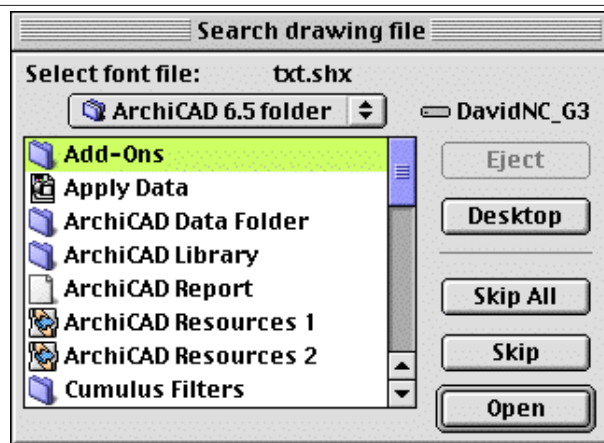 Search drawing file
Select font file: txt.shx
ArchiCAD 6.5 folder
DavidNC_G3
Add-Ons
Apply Data
ArchiCAD Data Folder
ArchiCAD Library
ArchiCAD Report
ArchiCAD Resources 1
ArchiCAD Resources 2
Cumulus Filters
Eject
Desktop
Skip All
Skip
Open